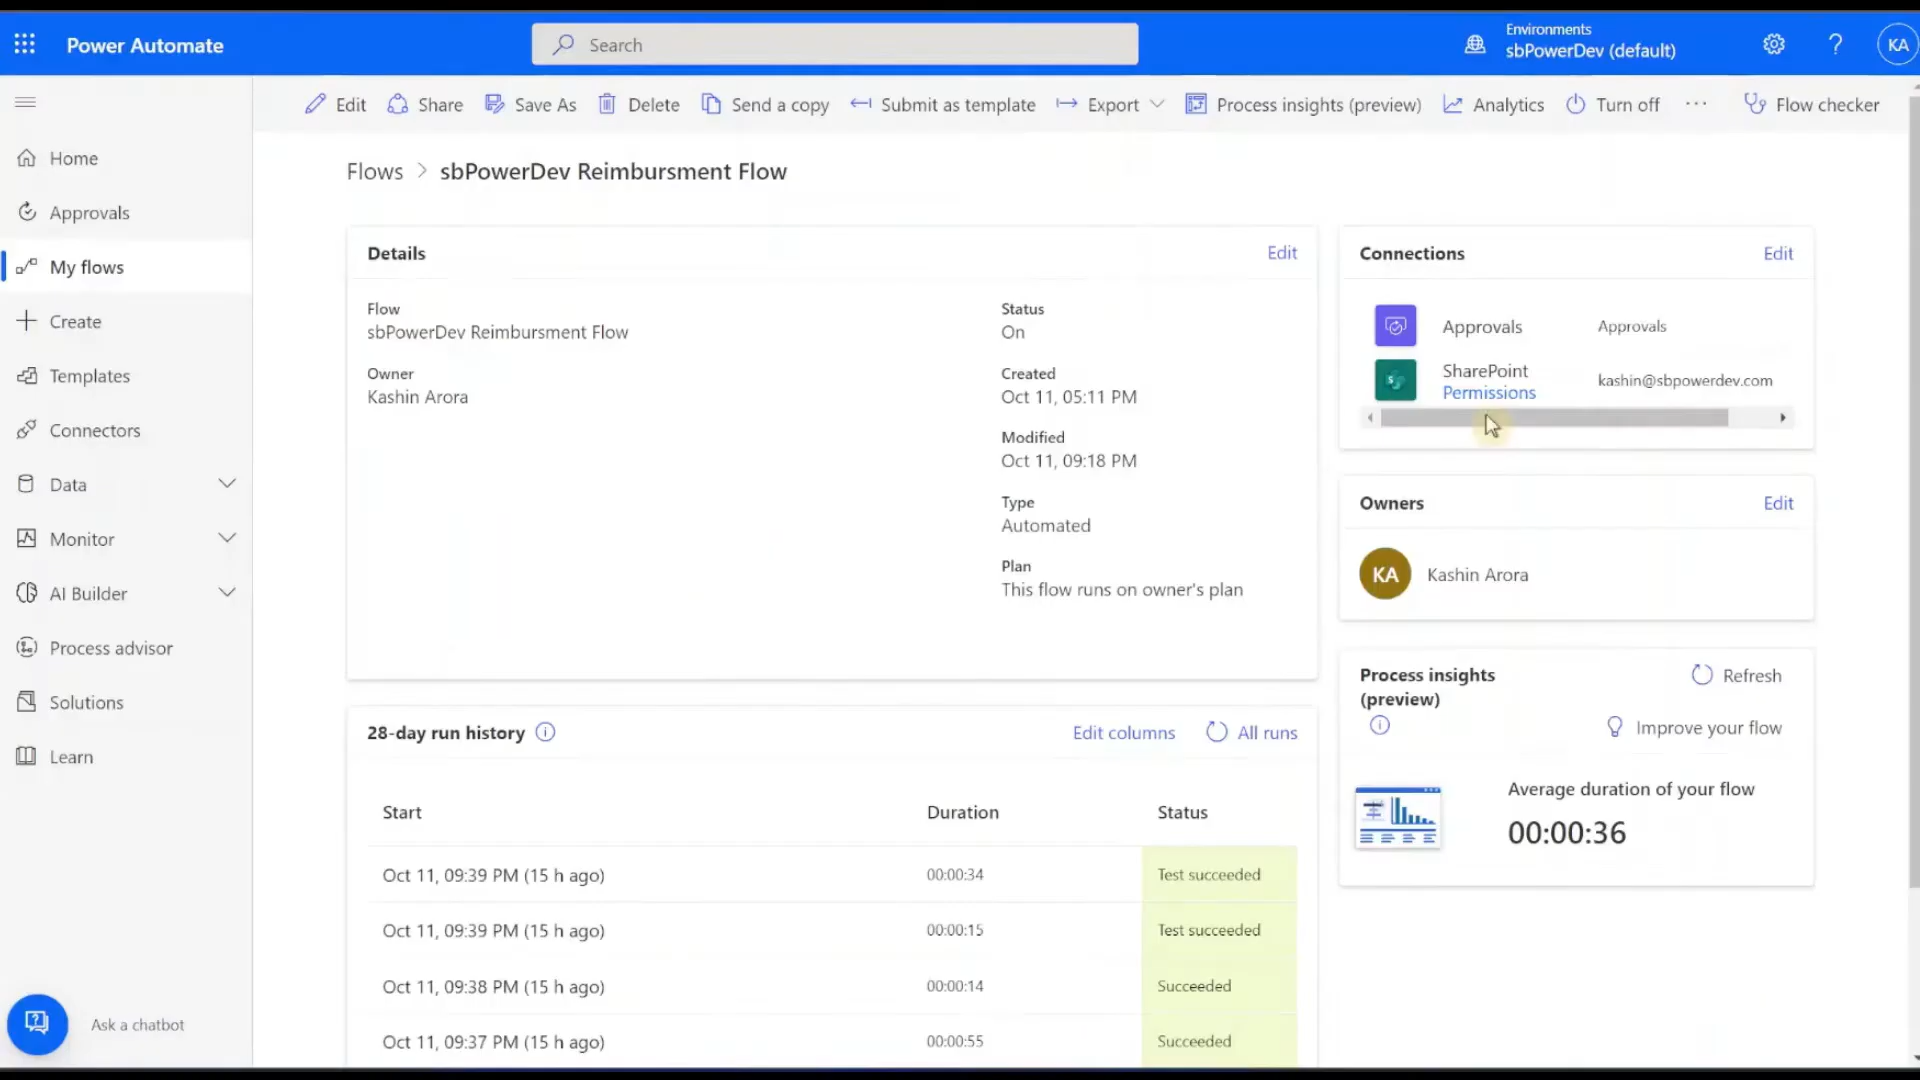 Power Automate
Search
Environments
sbPowerDev (default)
KA
Edit
Share
Save As
Delete
Send a copy
Submit as template
Export
Process insights (preview)
Analytics
Turn off
...
Flow checker
Home
Approvals
My flows
Create
Templates
Connectors
Data
Monitor
AI Builder
Process advisor
Solutions
Learn
Ask a chatbot
Flows > sbPowerDev Reimbursment Flow
Details
Edit
Flow
sbPowerDev Reimbursment Flow
Owner
Kashin Arora
Status
On
Created
Oct 11, 05:11 PM
Modified
Oct 11, 09:18 PM
Type
Automated
Plan
This flow runs on owner's plan
28-day run history
Edit columns
All runs
Start Duration Status
Oct 11, 09:39 PM (15 h ago) 00:00:34 Test succeeded
Oct 11, 09:39 PM (15 h ago) 00:00:15 Test succeeded
Oct 11, 09:38 PM (15 h ago) 00:00:14 Succeeded
Oct 11, 09:37 PM (15 h ago) 00:00:55 Succeeded
Connections
Edit
Approvals Approvals
SharePoint
Permissions
kashin@sbpowerdev.com
Owners
Edit
KA
Kashin Arora
Process insights
(preview)
Refresh
Improve your flow
Average duration of your flow
00:00:36